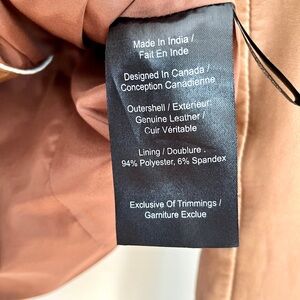 Made In India /
Fait En Inde
Designed In Canada /
Conception Canadienne
Outershell / Extérieur:
Genuine Leather /
Cuir Véritable
Lining / Doublure :
94% Polyester, 6% Spandex
Exclusive Of Trimmings /
Garniture Exclue